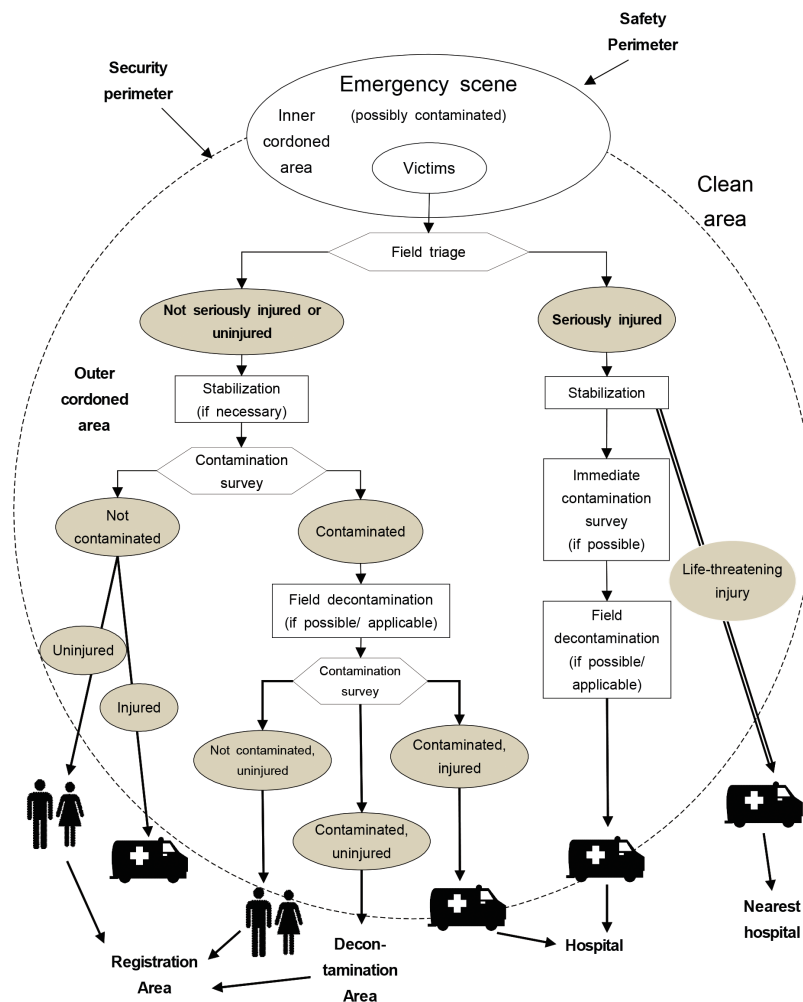 Safety
Perimeter
Security
perimeter
Emergency scene
(possibly contaminated)
Inner
cordoned
area
Victims
Clean
area
Field triage
Not seriously injured or
uninjured
Seriously injured
Outer
cordoned
area
Stabilization
(if necessary)
Stabilization
Contamination
survey
Immediate
contamination
survey
(if possible)
Not
contaminated
Contaminated
Life-threatening
injury
Field decontamination
(if possible/ applicable)
Field
decontamination
(if possible/
applicable)
Uninjured
Injured
Contamination
survey
Not contaminated,
uninjured
Contaminated,
injured
Contaminated,
uninjured
Nearest
hospital
Registration
Area
Decon-
tamination
Area
Hospital